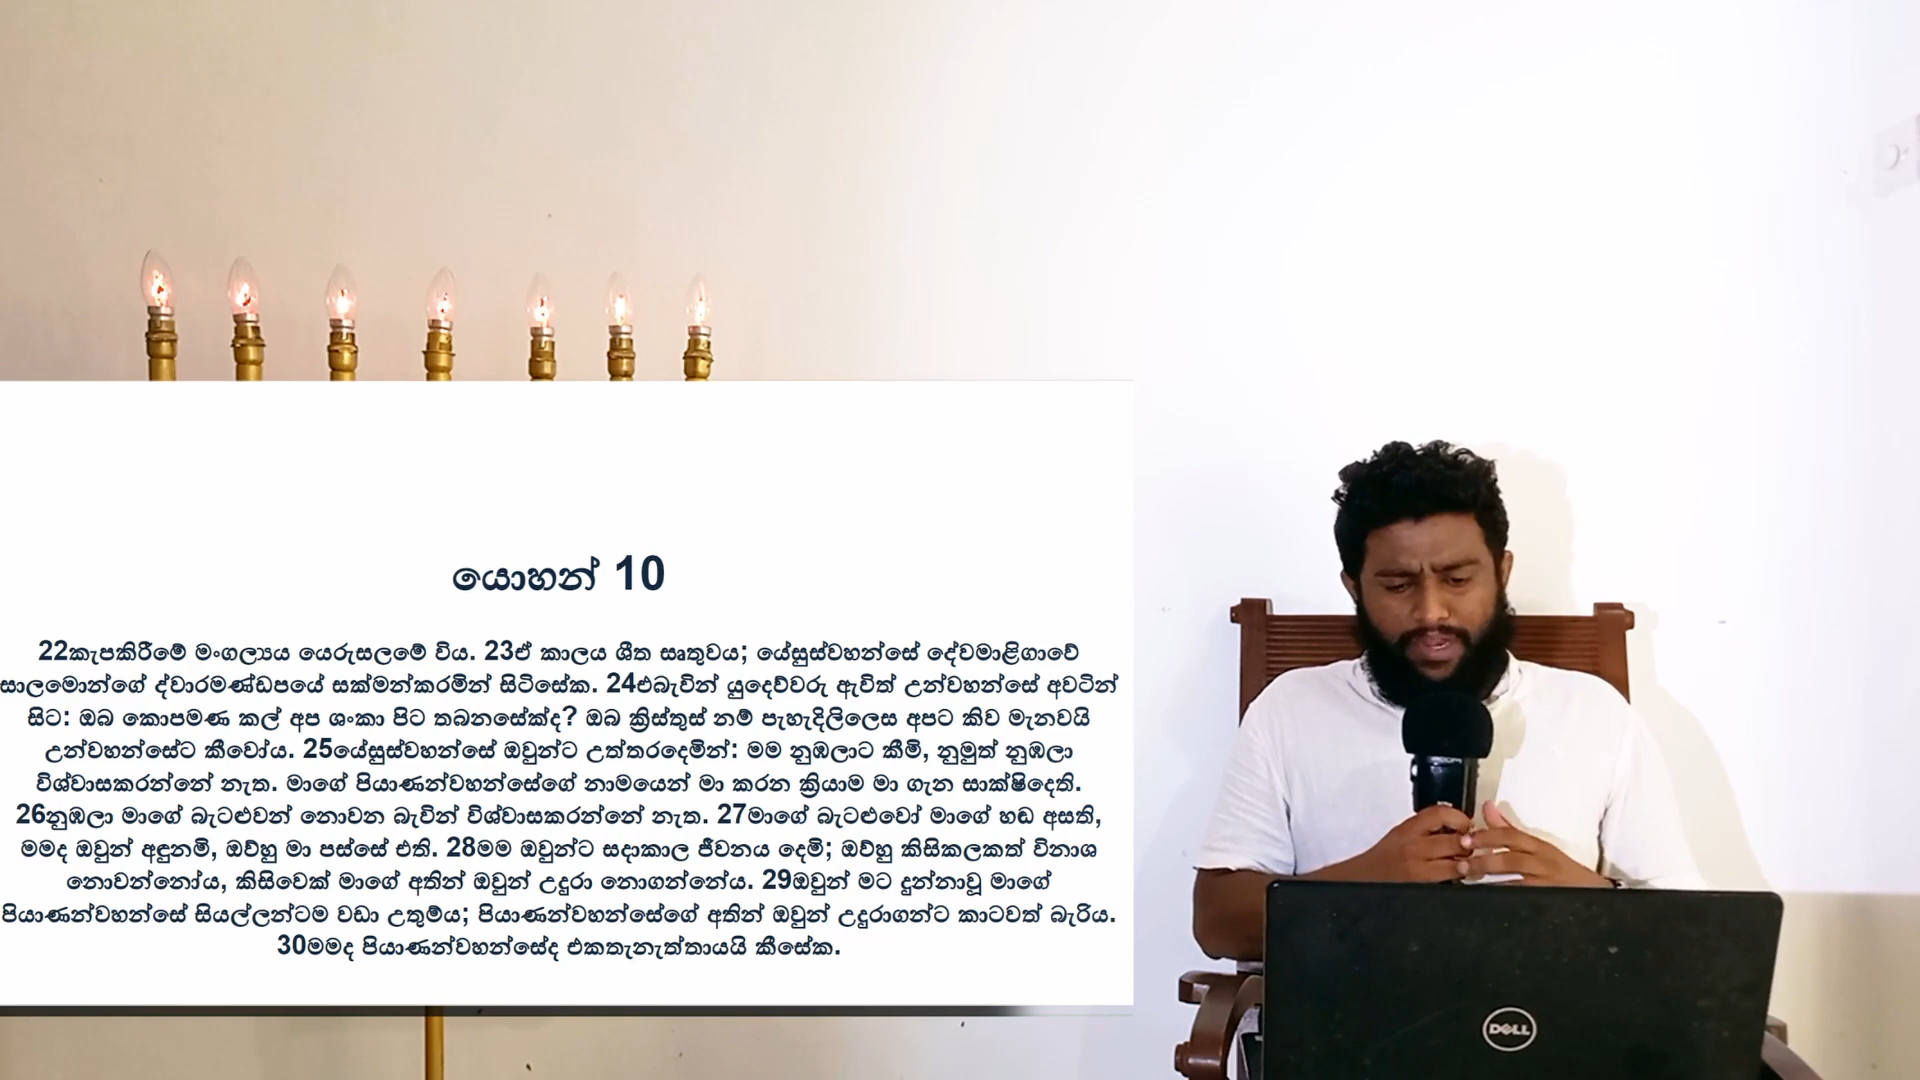 යොහන් 10
22කැපකිරීමේ මංගල්‍යය යෙරුසලමේ විය. 23ඒ කාලය ශීත සෘතුවය; යේසුස්වහන්සේ දේවමාළිගාවේ
සාලමොන්ගේ ද්වාරමණ්ඩපයේ සක්මන්කරමින් සිටිසේක. 24එබැවින් යුදෙව්වරු ඇවිත් උන්වහන්සේ අවටින්
සිට: ඔබ කොපමණ කල් අප ශංකා පිට තබනසේක්ද? ඔබ ක්‍රිස්තුස් නම් පැහැදිලිලෙස අපට කිව මැනවයි
උන්වහන්සේට කීවෝය. 25යේසුස්වහන්සේ ඔවුන්ට උත්තරදෙමින්: මම නුඹලාට කීමි, නුමුත් නුඹලා
විශ්වාසකරන්නේ නැත. මාගේ පියාණන්වහන්සේගේ නාමයෙන් මා කරන ක්‍රියාම මා ගැන සාක්ෂිදෙති.
26නුඹලා මාගේ බැටළුවන් නොවන බැවින් විශ්වාසකරන්නේ නැත. 27මාගේ බැටළුවෝ මාගේ හඬ අසති,
මමද ඔවුන් අඳුනමි, ඔව්හු මා පස්සේ එති. 28මම ඔවුන්ට සදාකාල ජීවනය දෙමි; ඔව්හු කිසිකලකත් විනාශ
නොවන්නෝය, කිසිවෙක් මාගේ අතින් ඔවුන් උදුරා නොගන්නේය. 29ඔවුන් මට දුන්නාවූ මාගේ
පියාණන්වහන්සේ සියල්ලන්ටම වඩා උතුම්ය; පියාණන්වහන්සේගේ අතින් ඔවුන් උදුරාගන්ට කාටවත් බැරිය.
30මමද පියාණන්වහන්සේද එකතැනැත්තායයි කීසේක.
DELL